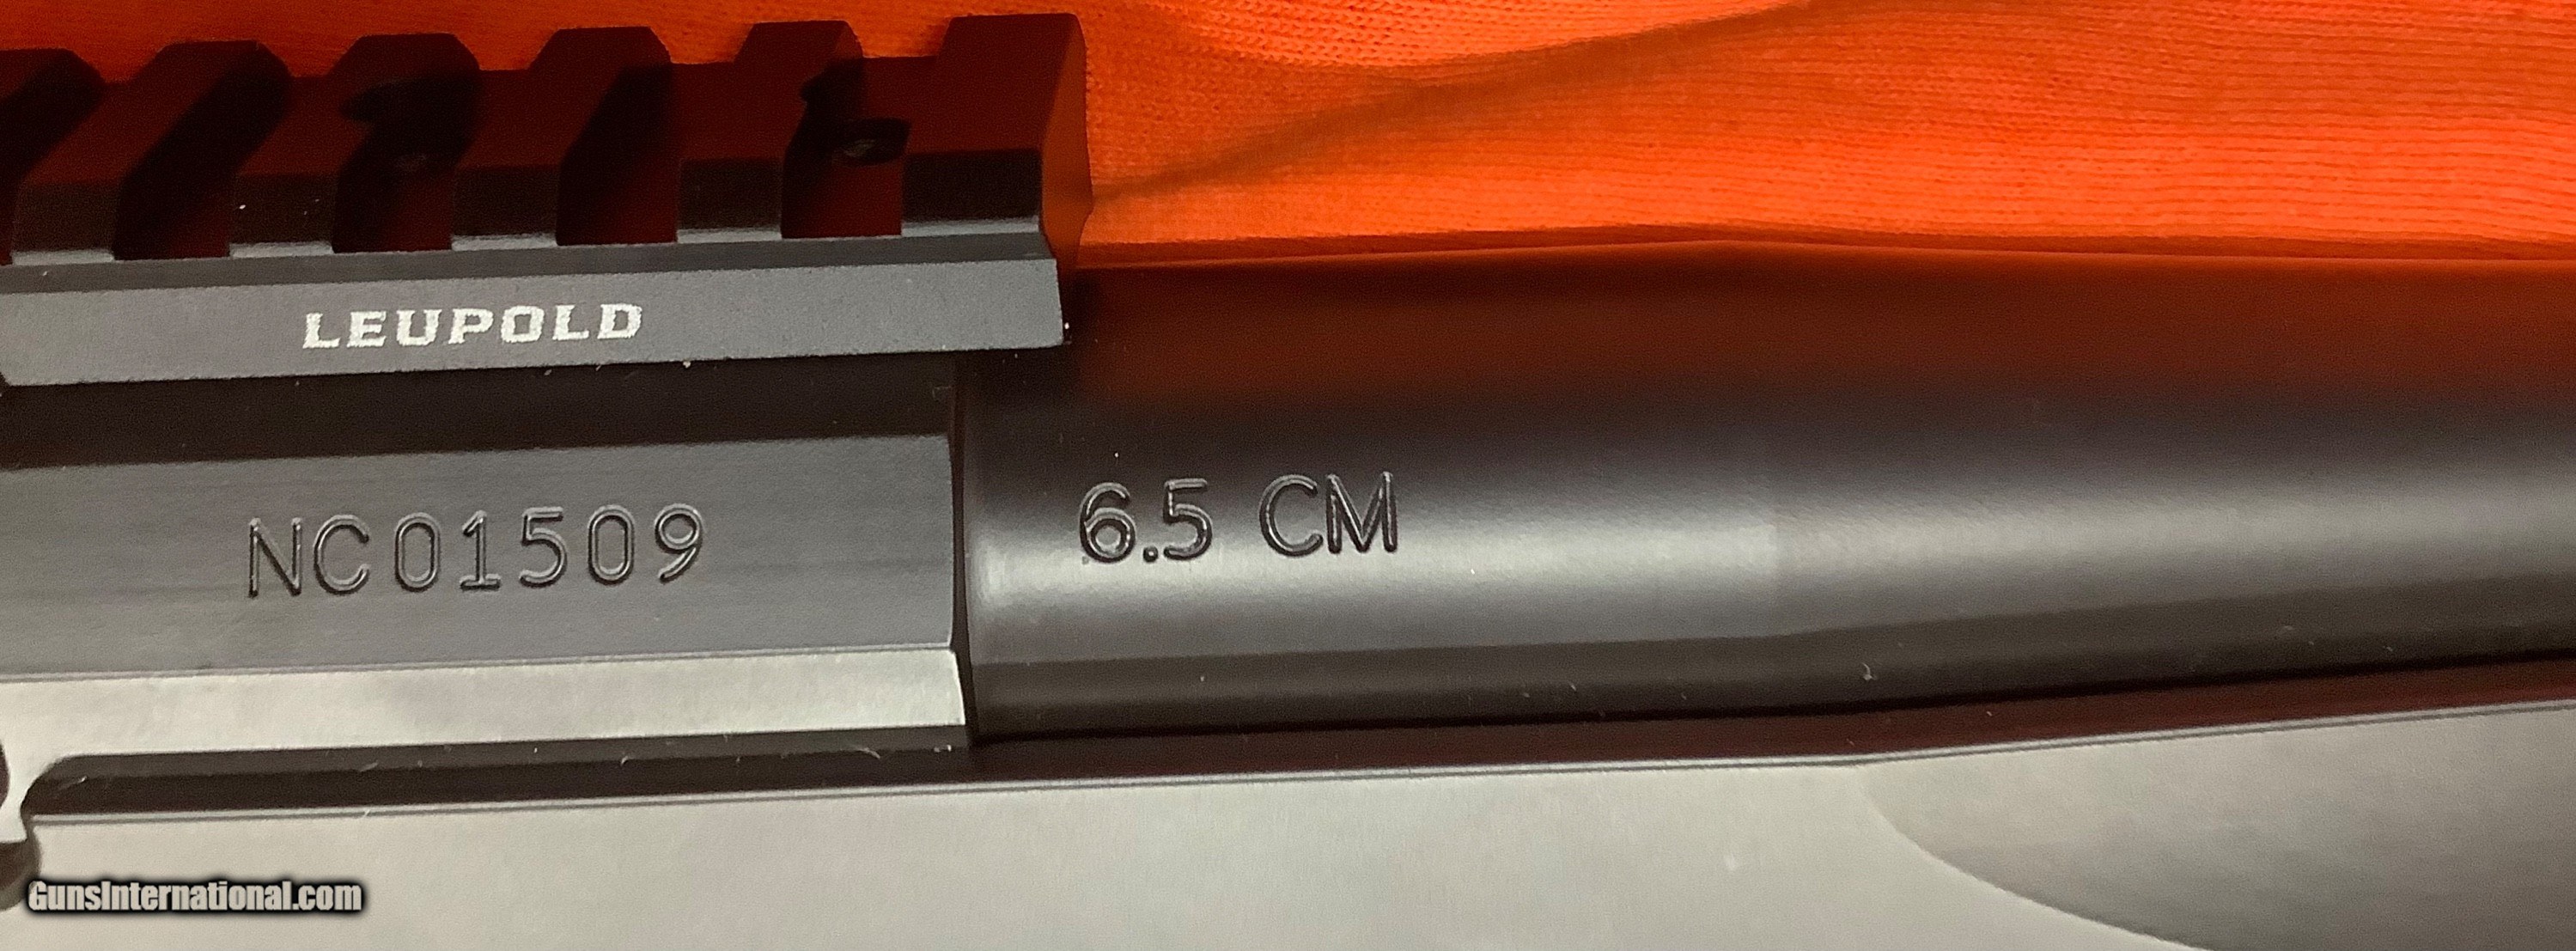 LEUPOLD
NC01509
6.5 CM
GunsInternational.com